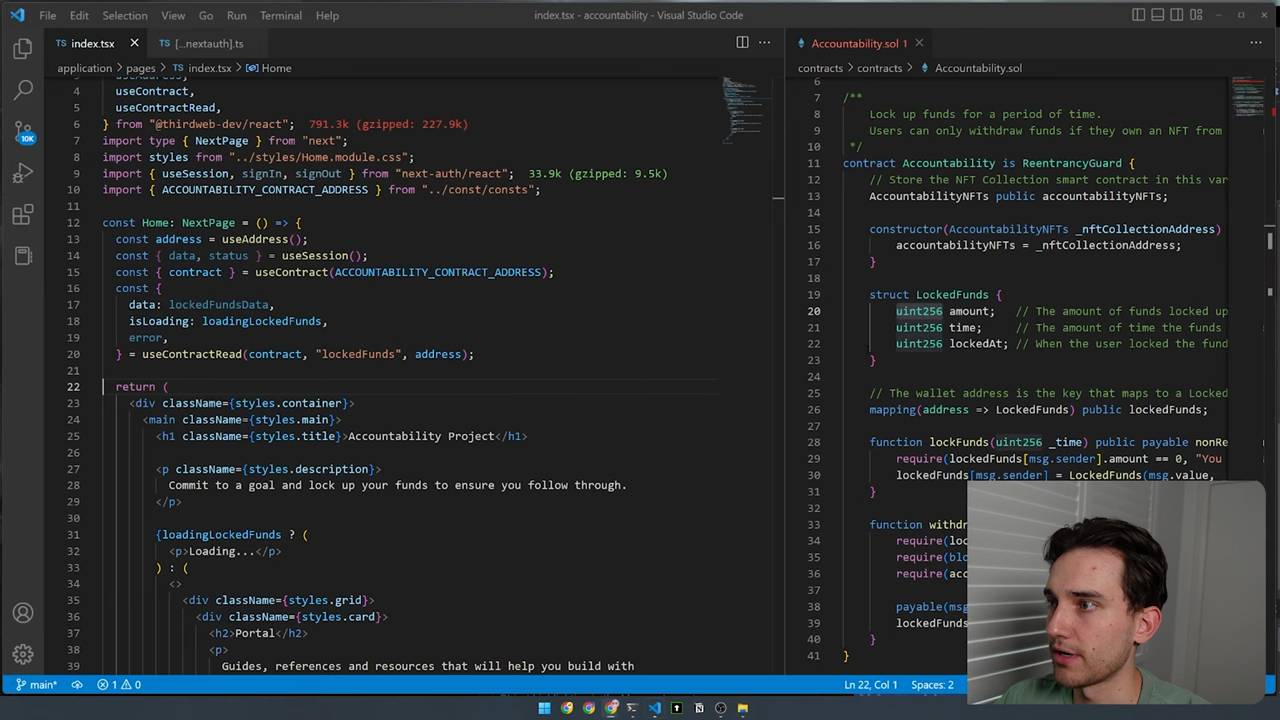 File Edit Selection View Go Run Terminal Help
index.tsx - accountability - Visual Studio Code
TS index.tsx
TS [...nextauth].ts
application > pages > TS index.tsx > Home
useContract,
useContractRead,
} from "@thirdweb-dev/react"; 791.3k (gzipped: 227.9k)
import type { NextPage } from "next";
import styles from "../styles/Home.module.css";
import { useSession, signIn, signOut } from "next-auth/react"; 33.9k (gzipped: 9.5k)
import { ACCOUNTABILITY_CONTRACT_ADDRESS } from "../const/consts";
const Home: NextPage = () => {
const address = useAddress();
const { data, status } = useSession();
const { contract } = useContract(ACCOUNTABILITY_CONTRACT_ADDRESS);
const {
data: lockedFundsData,
isLoading: loadingLockedFunds,
error,
} = useContractRead(contract, "lockedFunds", address);
return (
<div className={styles.container}>
<main className={styles.main}>
<h1 className={styles.title}>Accountability Project</h1>
<p className={styles.description}>
Commit to a goal and lock up your funds to ensure you follow through.
</p>
{loadingLockedFunds ? (
<p>Loading...</p>
) : (
<>
<div className={styles.grid}>
<div className={styles.card}>
<h2>Portal</h2>
<p>
Guides, references and resources that will help you build with
4
5
6
7
8
9
10
11
12
13
14
15
16
17
18
19
20
21
22
23
24
25
26
27
28
29
30
31
32
33
34
35
36
37
38
39
Accountability.sol 1
contracts > contracts > Accountability.sol
6
7 /**
8 Lock up funds for a period of time.
9 Users can only withdraw funds if they own an NFT from
10 */
11 contract Accountability is ReentrancyGuard {
12 // Store the NFT Collection smart contract in this var
13 AccountabilityNFTs public accountabilityNFTs;
14
15 constructor(AccountabilityNFTs _nftCollectionAddress)
16 accountabilityNFTs = _nftCollectionAddress;
17 }
18
19 struct LockedFunds {
20 uint256 amount; // The amount of funds locked up
21 uint256 time; // The amount of time the funds
22 uint256 lockedAt; // When the user locked the fund
23 }
24
25 // The wallet address is the key that maps to a Locked
26 mapping(address => LockedFunds) public lockedFunds;
28 function lockFunds(uint256 _time) public payable nonRe
29 require(lockedFunds[msg.sender].amount == 0, "You
30 lockedFunds[msg.sender] = LockedFunds(msg.value,
31 }
32
33 function withdr
34 require(loc
35 require(blo
36 require(acc
38 payable(msg
39 lockedFunds
40 }
41 }
10K
main*
1 0
Ln 22, Col 1 Spaces: 2